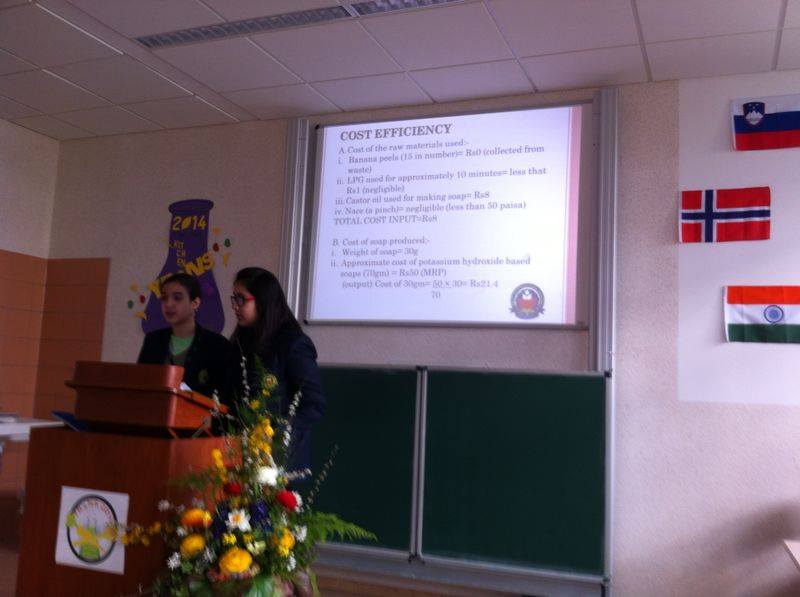 COST EFFICIENCY
A. Cost of the raw materials used:-
i. Banana peels (15 in number)= Rs0 (collected from
waste)
ii. LPG used for approximately 10 minutes= less that
Rs1 (negligible)
iii. Castor oil used for making soap= Rs8
iv. Nace (a pinch)= negligible (less than 50 paisa)
TOTAL COST INPUT=Rs8
B. Cost of soap produced:-
i. Weight of soap= 30g
ii. Approximate cost of potassium hydroxide based
soaps (70gm) = Rs50 (MRP)
(output) Cost of 30gm= 50 × 30= Rs21.4
70
2014